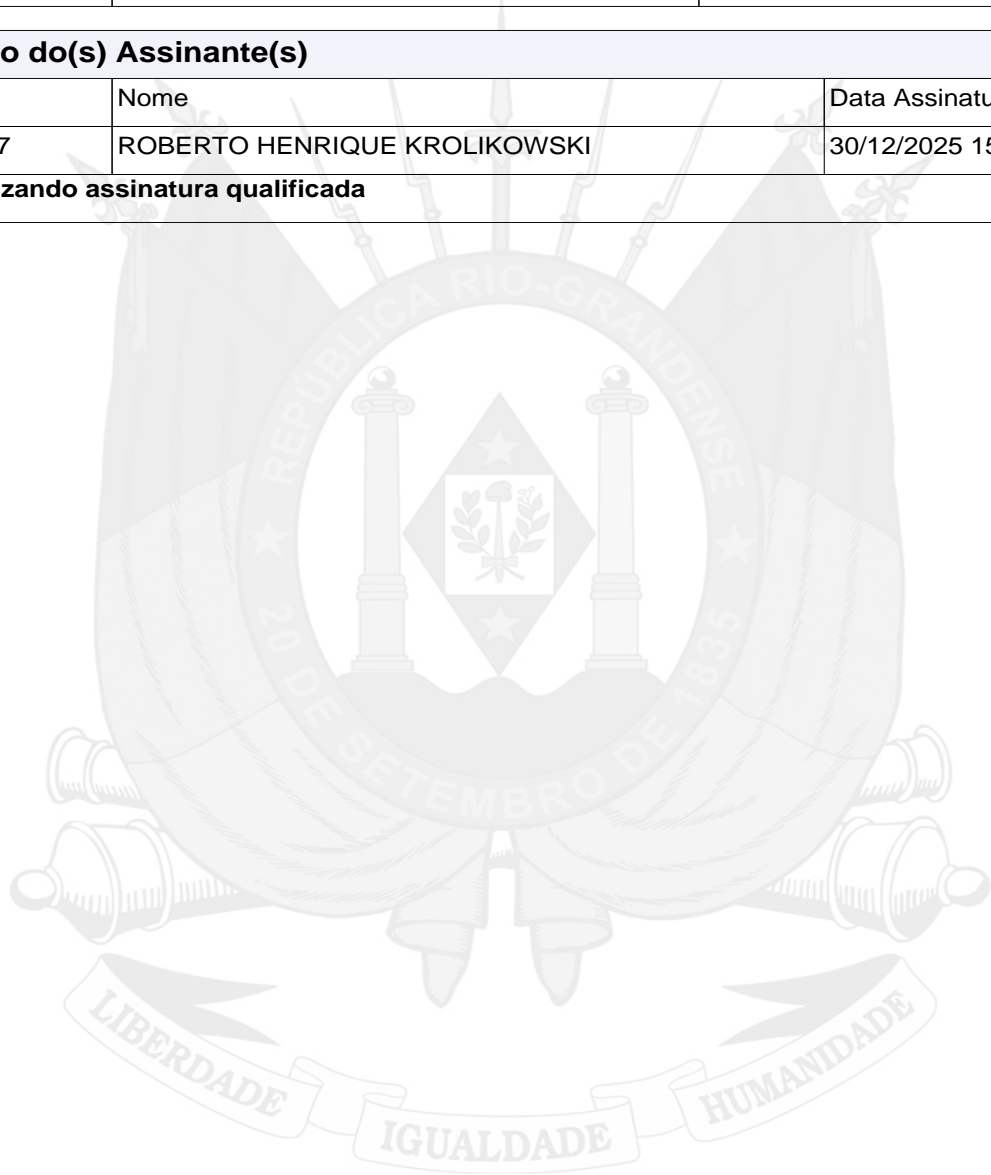 o do(s) Assinante(s)
Nome Data Assinatu
7 ROBERTO HENRIQUE KROLIKOWSKI 30/12/2025 15
zando assinatura qualificada
REPÚBLICA RIO-GRANDENSE
20 DE SETEMBRO DE 1835
LIBERDADE IGUALDADE HUMANIDADE